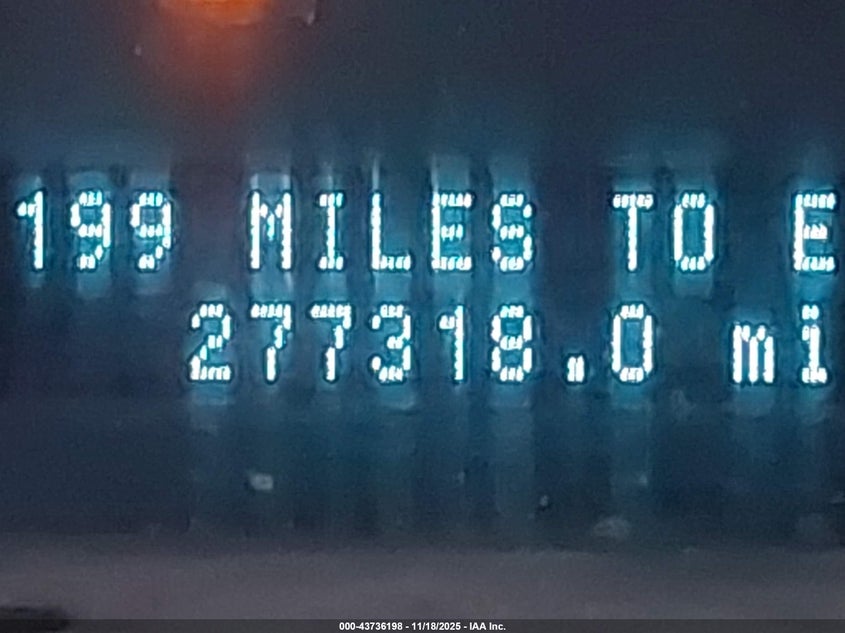 199 MILES TO E
277318.0 mi
000-43736198 - 11/18/2025 - IAA Inc.